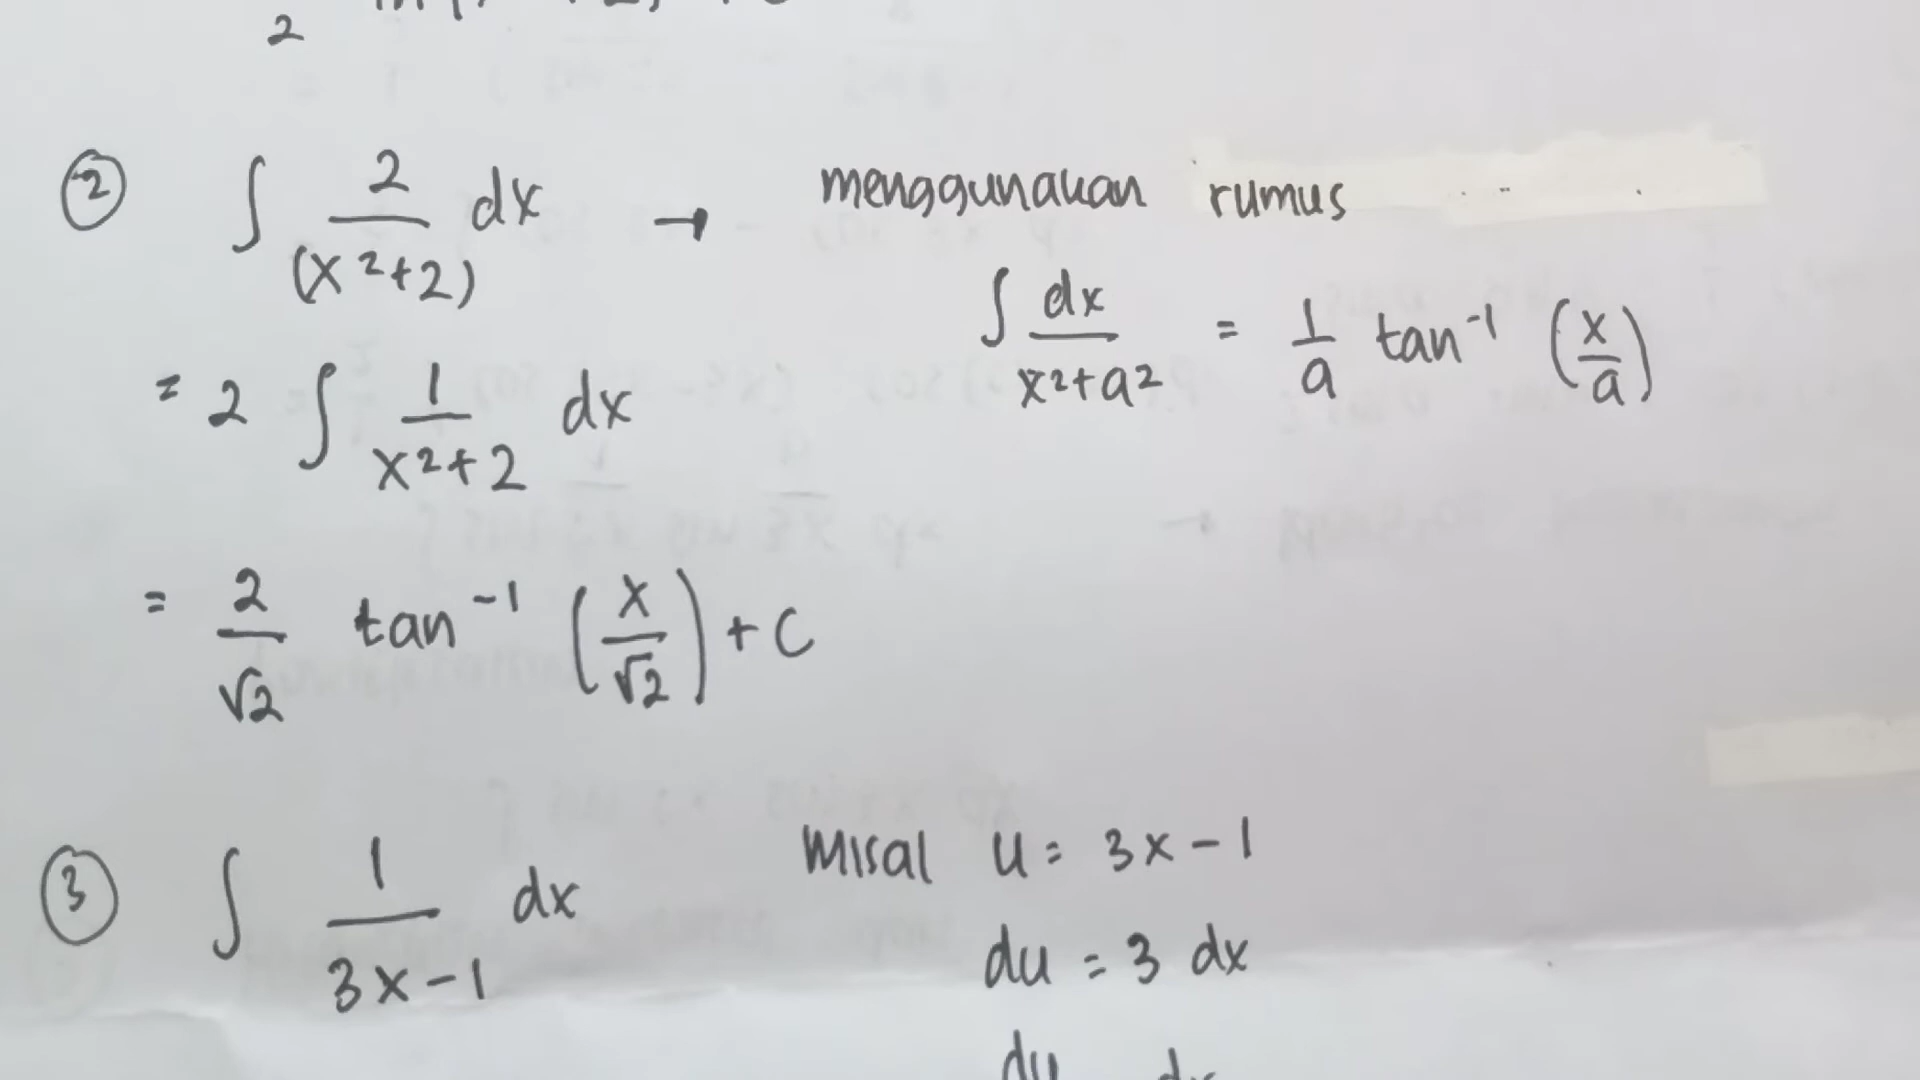 2
② ∫ 2/(x²+2) dx → menggunakan rumus
∫ dx/x²+a² = 1/a tan⁻¹ (x/a)
= 2 ∫ 1/x²+2 dx
= 2/√2 tan⁻¹ (x/√2) + C
③ ∫ 1/3x-1 dx
Misal u = 3x - 1
du = 3 dx